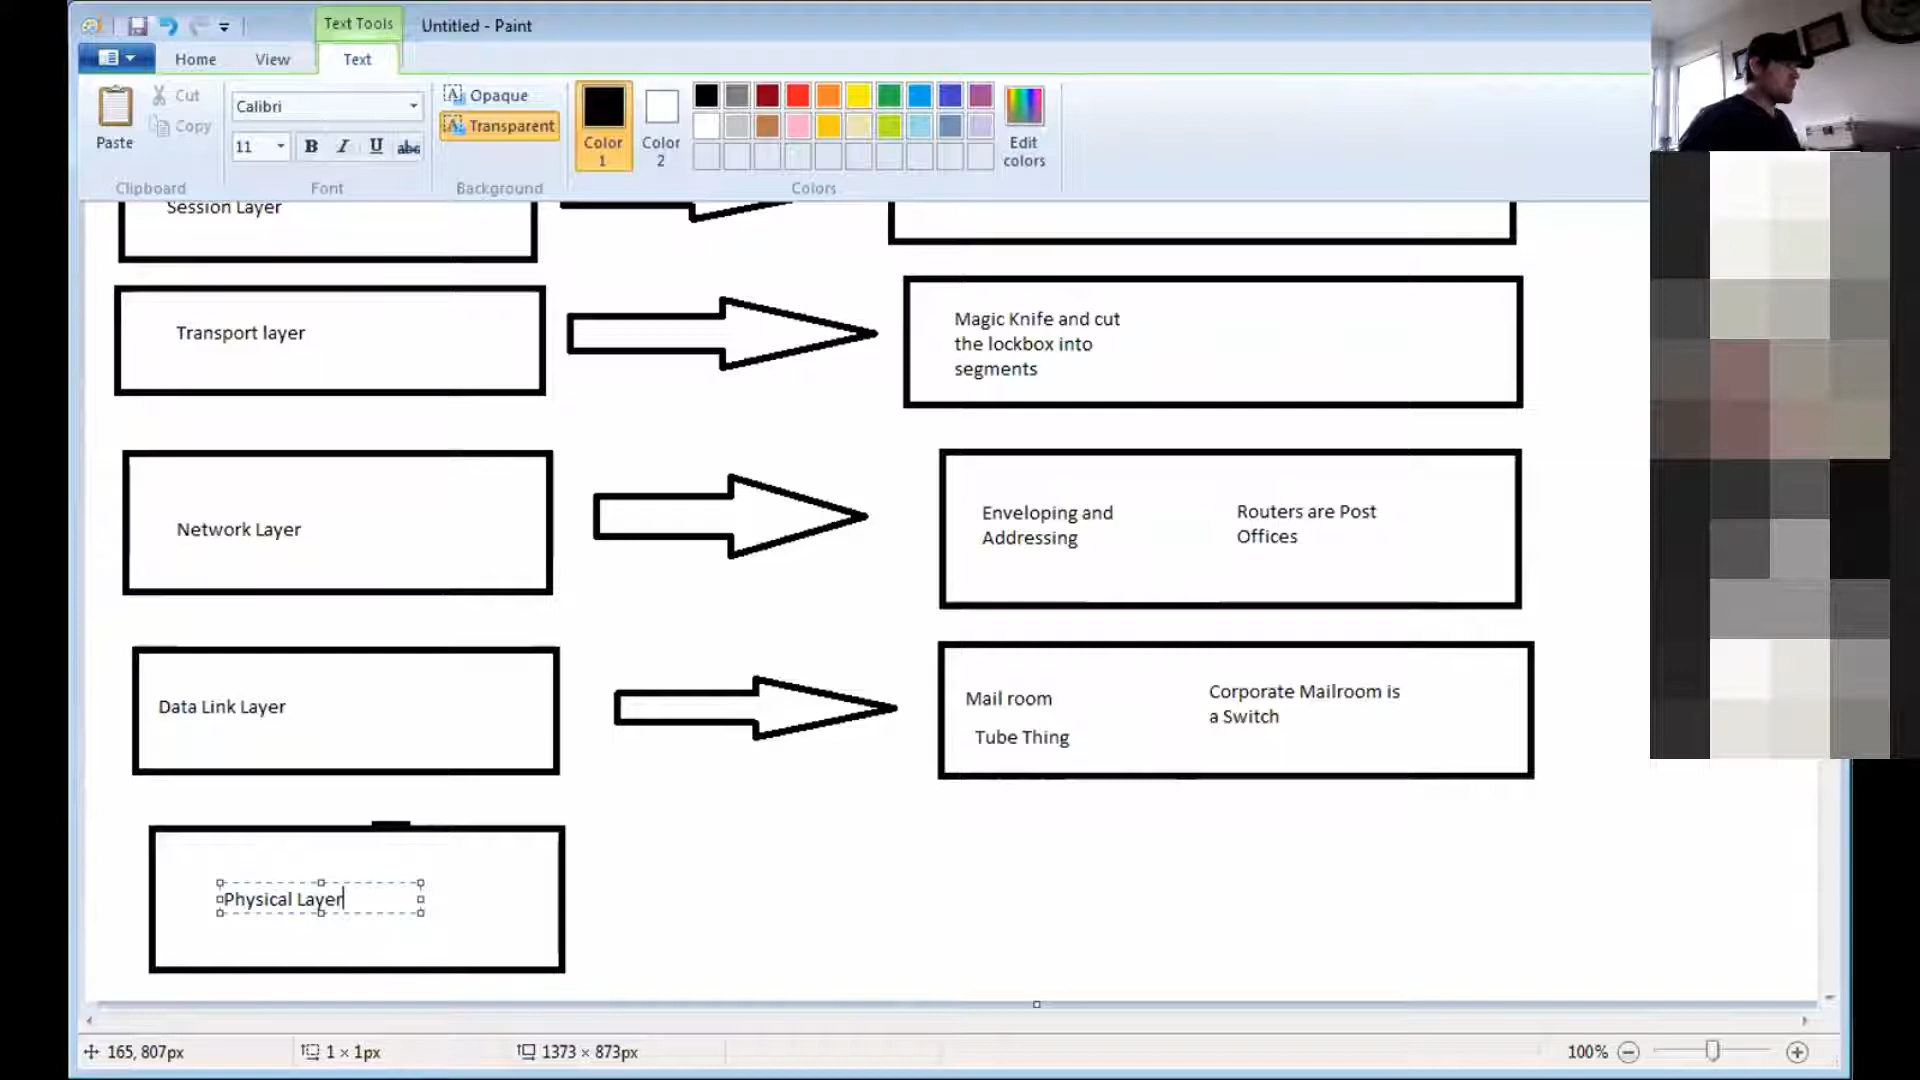 Text Tools
Untitled - Paint
Home
View
Text
Paste
Cut
Copy
Clipboard
Calibri
11
B
I
U
abc
Font
Opaque
Transparent
Background
Color
1
Color
2
Edit
colors
Colors
Session Layer
Transport layer
Magic Knife and cut
the lockbox into
segments
Network Layer
Enveloping and
Addressing
Routers are Post
Offices
Data Link Layer
Mail room
Tube Thing
Corporate Mailroom is
a Switch
Physical Layer
165, 807px
1 × 1px
1373 × 873px
100%